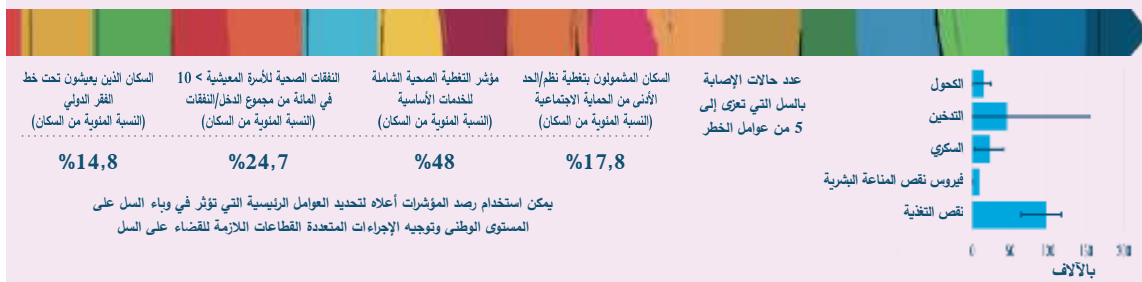 الكحول
التدخين
السكري
فيروس نقص المناعة البشرية
نقص التغذية
0 50 100 150 200
بالآلاف
عدد حالات الإصابة
بالسل التي تعزى إلى
5 من عوامل الخطر
السكان المشمولون بتغطية نظم/الحد
الأدنى من الحماية الاجتماعية
(النسبة المئوية من السكان)
%17,8
مؤشر التغطية الصحية الشاملة
للخدمات الأساسية
(النسبة المئوية من السكان)
%48
النفقات الصحية للأسرة المعيشية > 10
في المائة من مجموع الدخل/النفقات
(النسبة المئوية من السكان)
%24,7
السكان الذين يعيشون تحت خط
الفقر الدولي
(النسبة المئوية من السكان)
%14,8
يمكن استخدام رصد المؤشرات أعلاه لتحديد العوامل الرئيسية التي تؤثر في وباء السل على
المستوى الوطني وتوجيه الإجراءات المتعددة القطاعات اللازمة للقضاء على السل